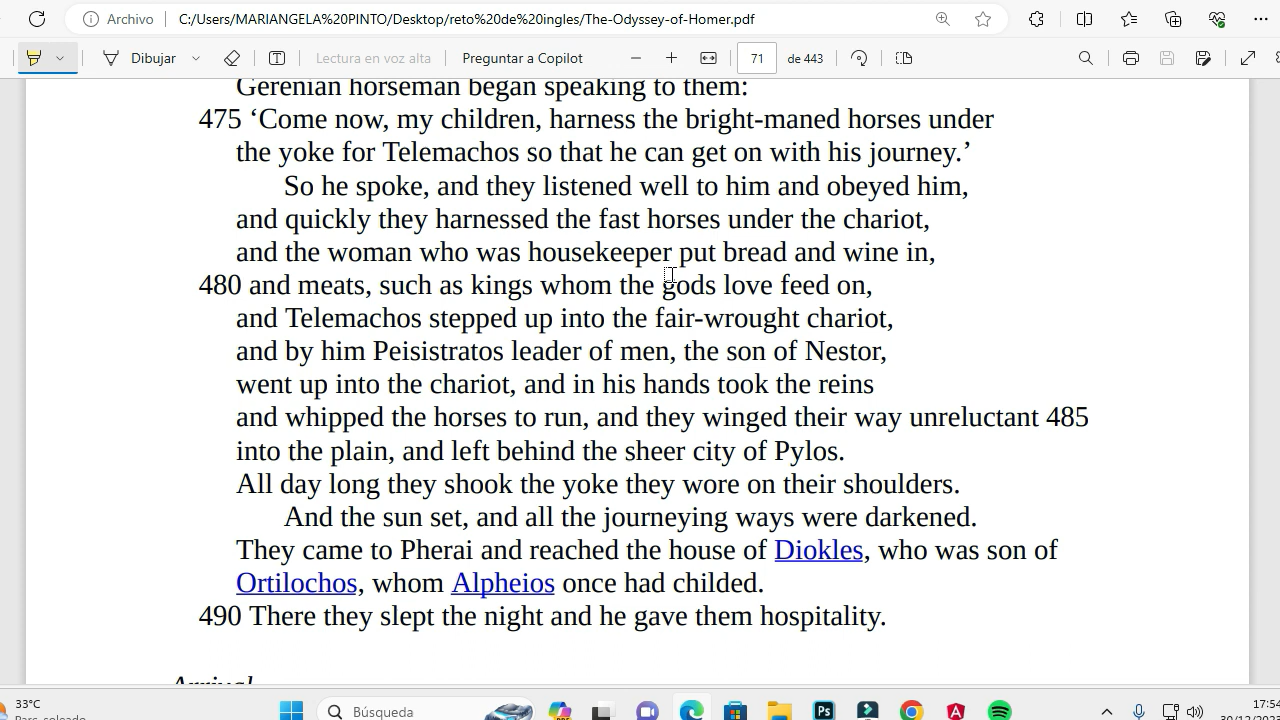 Archivo C:/Users/MARIANGELA%20PINTO/Desktop/reto%20de%20ingles/The-Odyssey-of-Homer.pdf
Dibujar Lectura en voz alta Preguntar a Copilot 71 de 443
Gerenian horseman began speaking to them:
475 ‘Come now, my children, harness the bright-maned horses under
the yoke for Telemachos so that he can get on with his journey.’
So he spoke, and they listened well to him and obeyed him,
and quickly they harnessed the fast horses under the chariot,
and the woman who was housekeeper put bread and wine in,
480 and meats, such as kings whom the gods love feed on,
and Telemachos stepped up into the fair-wrought chariot,
and by him Peisistratos leader of men, the son of Nestor,
went up into the chariot, and in his hands took the reins
and whipped the horses to run, and they winged their way unreluctant 485
into the plain, and left behind the sheer city of Pylos.
All day long they shook the yoke they wore on their shoulders.
And the sun set, and all the journeying ways were darkened.
They came to Pherai and reached the house of Diokles, who was son of
Ortilochos, whom Alpheios once had childed.
490 There they slept the night and he gave them hospitality.
Arrival
33°C
Parc. soleado
Búsqueda
Ps
17:54